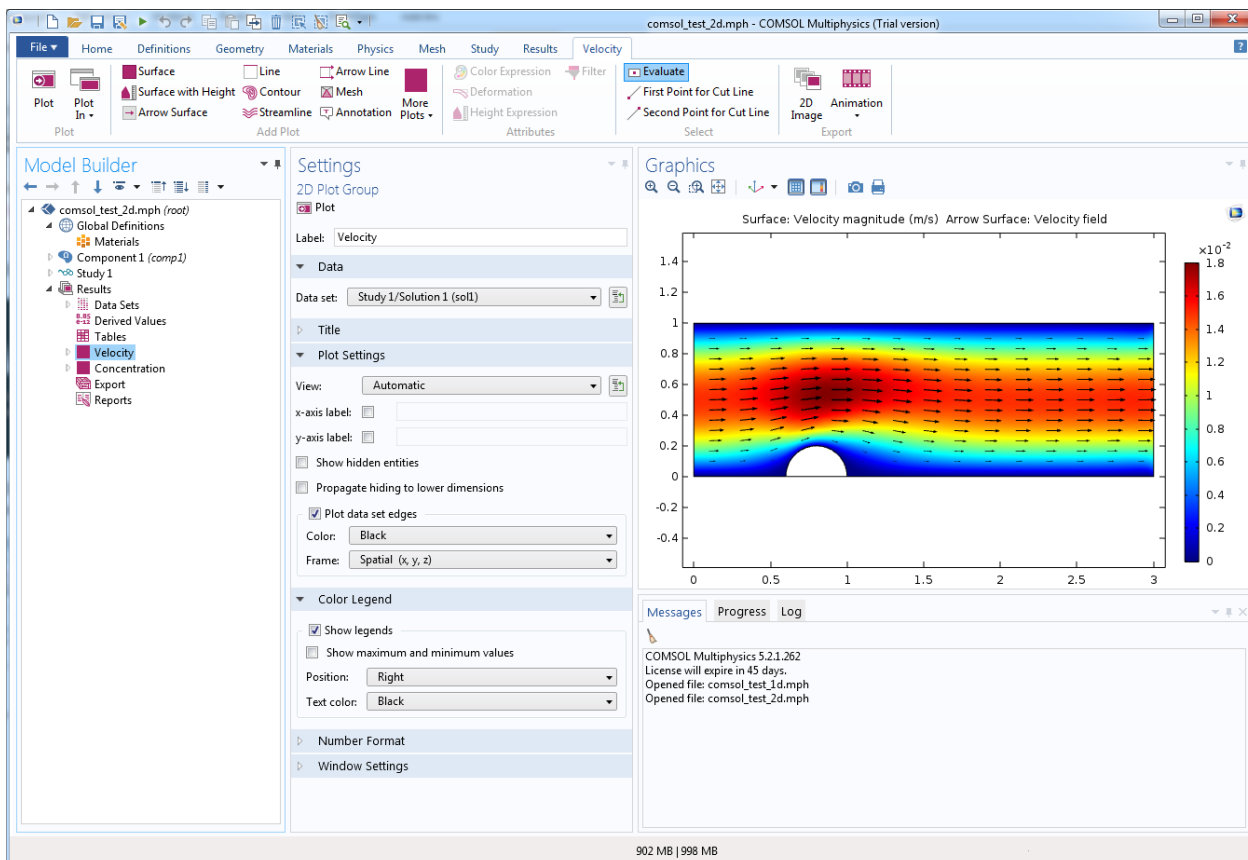 comsol_test_2d.mph - COMSOL Multiphysics (Trial version)
File Home Definitions Geometry Materials Physics Mesh Study Results Velocity
Plot
Plot In
Plot
Surface
Surface with Height
Arrow Surface
Line
Contour
Streamline
Arrow Line
Mesh
Annotation
More Plots
Add Plot
Color Expression
Deformation
Height Expression
Filter
Attributes
Evaluate
First Point for Cut Line
Second Point for Cut Line
Select
2D Image
Animation
Export
Model Builder
comsol_test_2d.mph (root)
Global Definitions
Materials
Component 1 (comp1)
Study 1
Results
Data Sets
8.85 e-12 Derived Values
Tables
Velocity
Concentration
Export
Reports
Settings
2D Plot Group
Plot
Label: Velocity
Data
Data set: Study 1/Solution 1 (sol1)
Title
Plot Settings
View: Automatic
x-axis label:
y-axis label:
Show hidden entities
Propagate hiding to lower dimensions
Plot data set edges
Color: Black
Frame: Spatial (x, y, z)
Color Legend
Show legends
Show maximum and minimum values
Position: Right
Text color: Black
Number Format
Window Settings
Graphics
Surface: Velocity magnitude (m/s) Arrow Surface: Velocity field
1.4
1.2
1
0.8
0.6
0.4
0.2
0
-0.2
-0.4
0 0.5 1 1.5 2 2.5 3
×10⁻²
1.8
1.6
1.4
1.2
1
0.8
0.6
0.4
0.2
0
Messages Progress Log
COMSOL Multiphysics 5.2.1.262
License will expire in 45 days.
Opened file: comsol_test_1d.mph
Opened file: comsol_test_2d.mph
902 MB | 998 MB